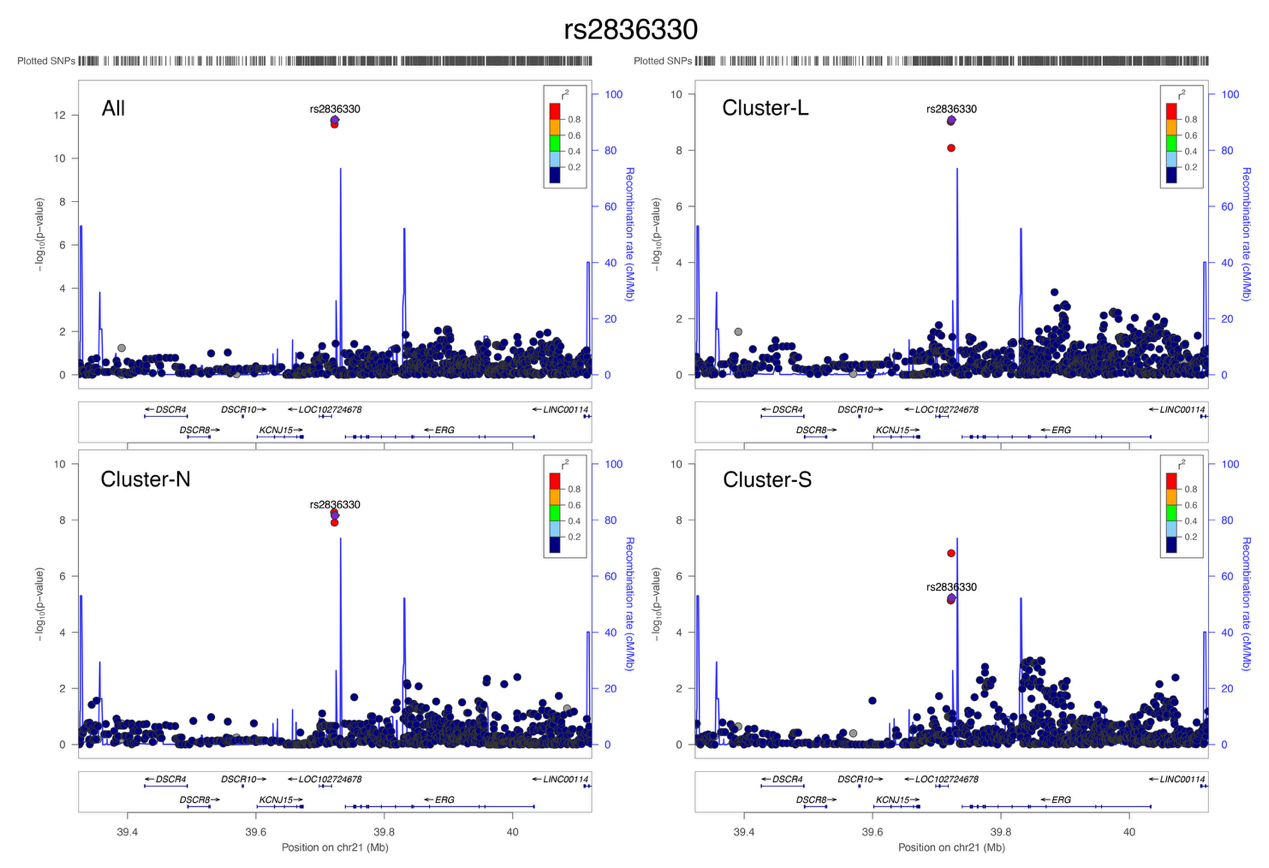 rs2836330
Plotted SNPs
All
rs2836330
r²
0.8
0.6
0.4
0.2
12
10
8
6
4
2
0
−log10(p−value)
100
80
60
40
20
0
Recombination rate (cM/Mb)
←DSCR4
DSCR10→
←LOC102724678
←LINC00114
DSCR8→
KCNJ15→
←ERG
Plotted SNPs
Cluster-L
rs2836330
r²
0.8
0.6
0.4
0.2
10
8
6
4
2
0
−log10(p−value)
100
80
60
40
20
0
Recombination rate (cM/Mb)
←DSCR4
DSCR10→
←LOC102724678
←LINC00114
DSCR8→
KCNJ15→
←ERG
Cluster-N
rs2836330
r²
0.8
0.6
0.4
0.2
10
8
6
4
2
0
−log10(p−value)
100
80
60
40
20
0
Recombination rate (cM/Mb)
←DSCR4
DSCR10→
←LOC102724678
←LINC00114
DSCR8→
KCNJ15→
←ERG
39.4
39.6
39.8
40
Position on chr21 (Mb)
Cluster-S
rs2836330
r²
0.8
0.6
0.4
0.2
10
8
6
4
2
0
−log10(p−value)
100
80
60
40
20
0
Recombination rate (cM/Mb)
←DSCR4
DSCR10→
←LOC102724678
←LINC00114
DSCR8→
KCNJ15→
←ERG
39.4
39.6
39.8
40
Position on chr21 (Mb)